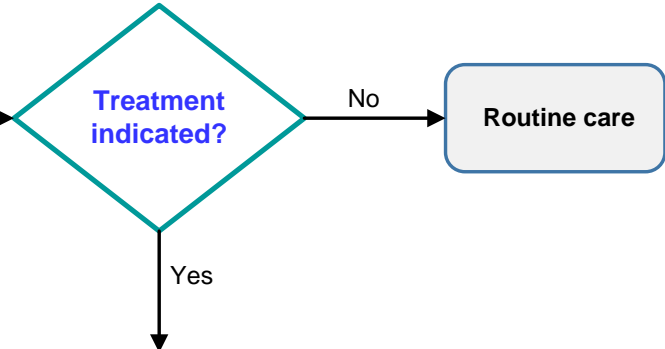 Treatment
indicated?
No
Routine care
Yes